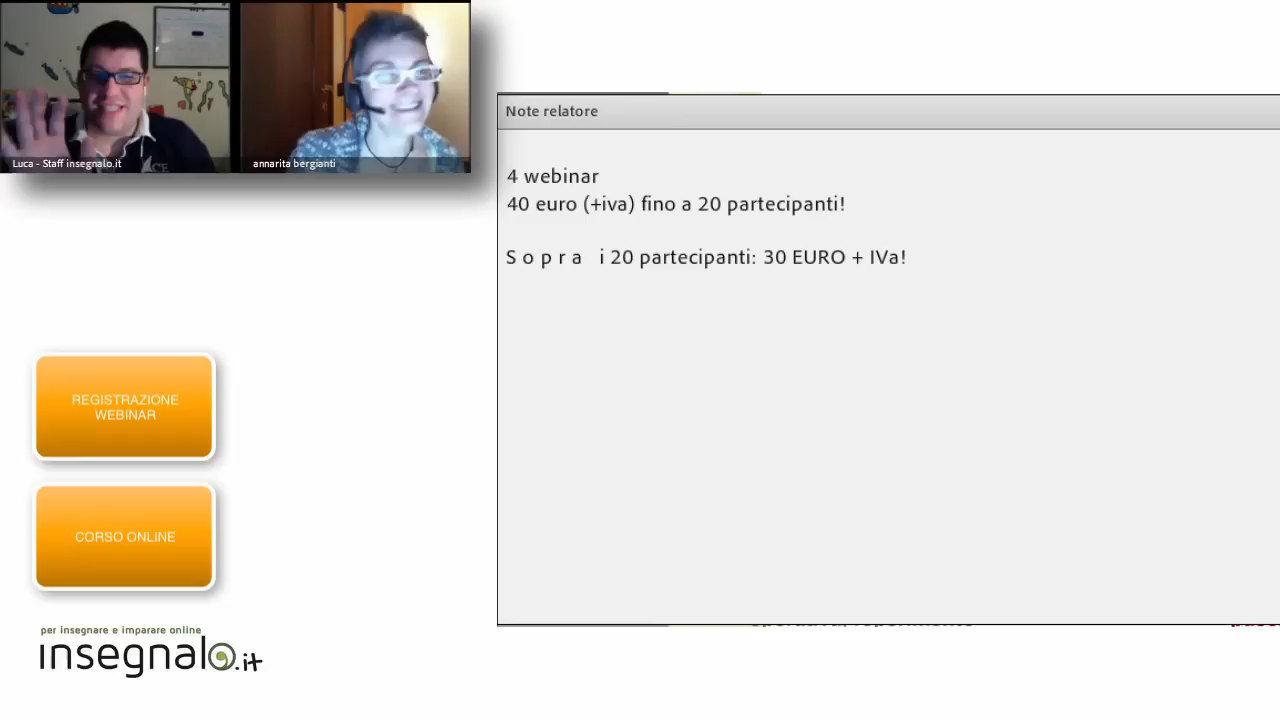 Luca - Staff insegnalo.it
annarita bergianti
Note relatore
4 webinar
40 euro (+iva) fino a 20 partecipanti!
S o p r a i 20 partecipanti: 30 EURO + IVa!
REGISTRAZIONE
WEBINAR
CORSO ONLINE
per insegnare e imparare online
insegnalo.it